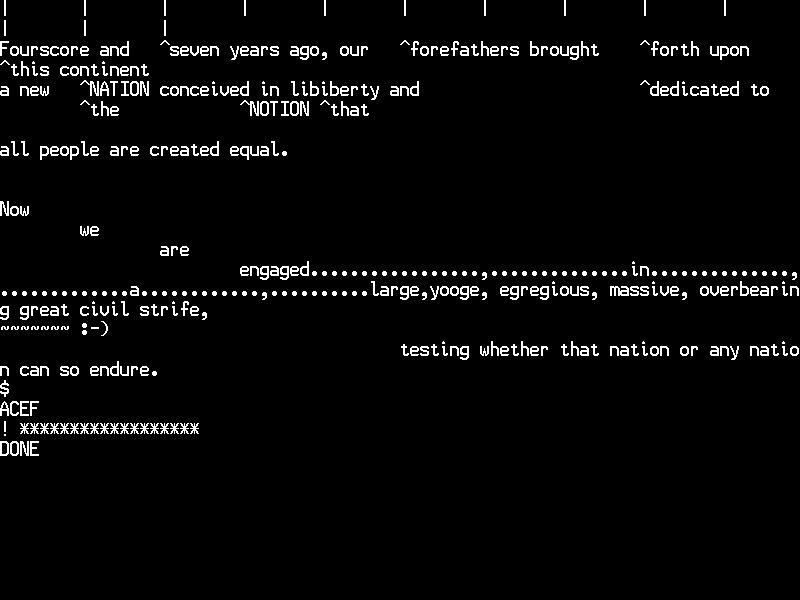 |       |       |       |       |       |       |       |       |       |
|       |       |
Fourscore and   ^seven years ago, our   ^forefathers brought    ^forth upon
^this continent
a new   ^NATION conceived in libiberty and                      ^dedicated to
        ^the            ^NOTION ^that
all people are created equal.
Now
        we
                are
                        engaged.................,..............in..............,
.............a............,..........large,yooge, egregious, massive, overbearin
g great civil strife,
~~~~~~~ :-)
                                        testing whether that nation or any natio
n can so endure.
$
ACEF
! ******************
DONE